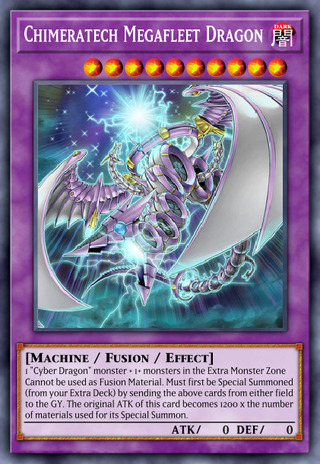 CHIMERATECH MEGAFLEET DRAGON
DARK
闇
[MACHINE / FUSION / EFFECT]
1 "Cyber Dragon" monster + 1+ monsters in the Extra Monster Zone
Cannot be used as Fusion Material. Must first be Special Summoned
(from your Extra Deck) by sending the above cards from either field
to the GY. The original ATK of this card becomes 1200 x the number
of materials used for its Special Summon.
ATK/ 0 DEF/ 0